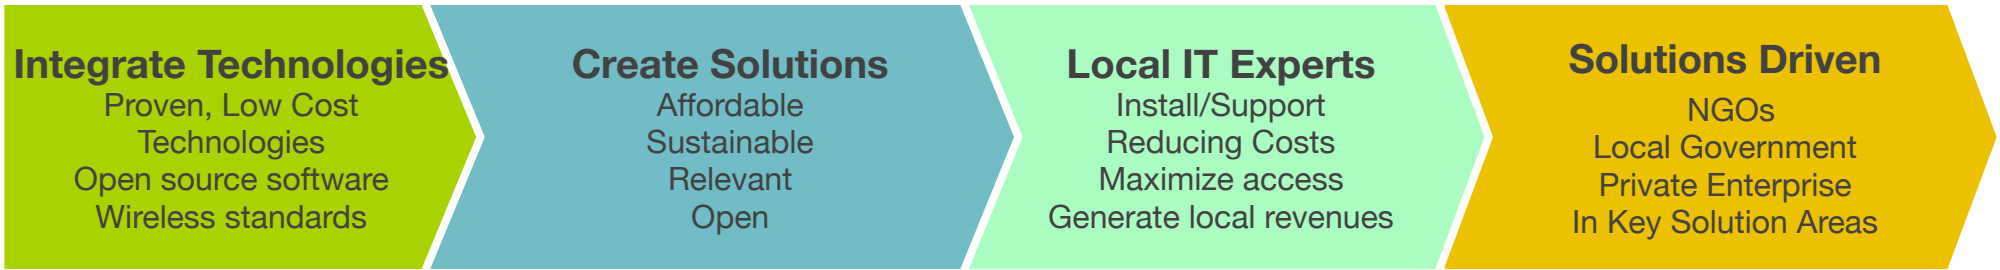 Integrate Technologies
Proven, Low Cost
Technologies
Open source software
Wireless standards
Create Solutions
Affordable
Sustainable
Relevant
Open
Local IT Experts
Install/Support
Reducing Costs
Maximize access
Generate local revenues
Solutions Driven
NGOs
Local Government
Private Enterprise
In Key Solution Areas